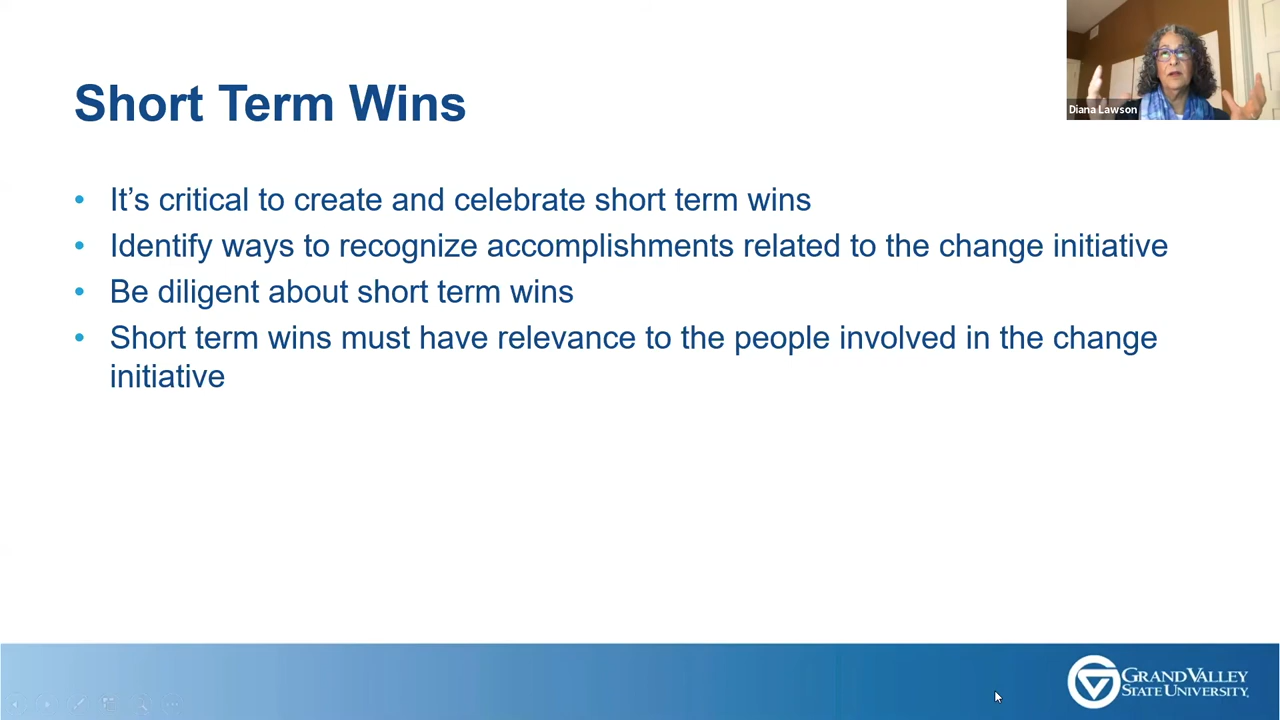 Short Term Wins
Diana Lawson
• It’s critical to create and celebrate short term wins
• Identify ways to recognize accomplishments related to the change initiative
• Be diligent about short term wins
• Short term wins must have relevance to the people involved in the change
initiative
GRAND VALLEY
STATE UNIVERSITY